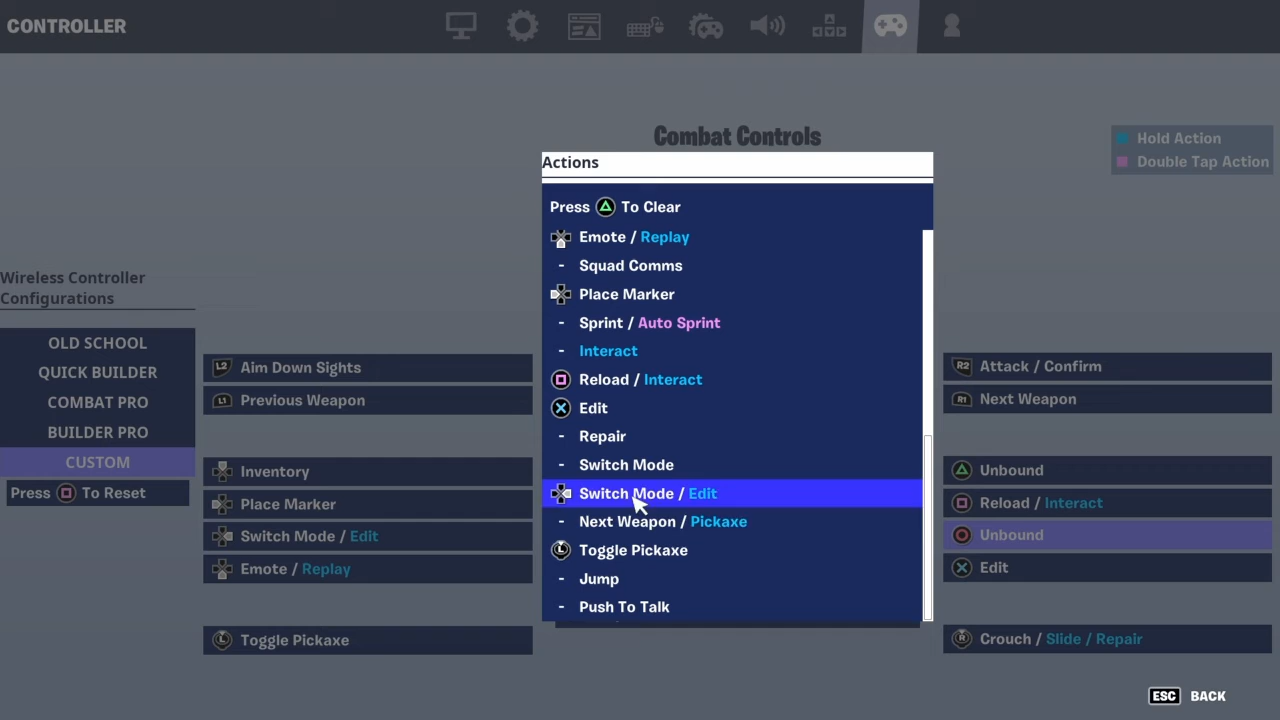 CONTROLLER
Combat Controls
Hold Action
Double Tap Action
Wireless Controller
Configurations
OLD SCHOOL
QUICK BUILDER
COMBAT PRO
BUILDER PRO
CUSTOM
Press To Reset
L2 Aim Down Sights
L1 Previous Weapon
Inventory
Place Marker
Switch Mode / Edit
Emote / Replay
L Toggle Pickaxe
Actions
Press To Clear
Emote / Replay
- Squad Comms
Place Marker
- Sprint / Auto Sprint
- Interact
Reload / Interact
Edit
- Repair
- Switch Mode
Switch Mode / Edit
- Next Weapon / Pickaxe
L Toggle Pickaxe
- Jump
- Push To Talk
R2 Attack / Confirm
R1 Next Weapon
Unbound
Reload / Interact
Unbound
Edit
R Crouch / Slide / Repair
ESC BACK